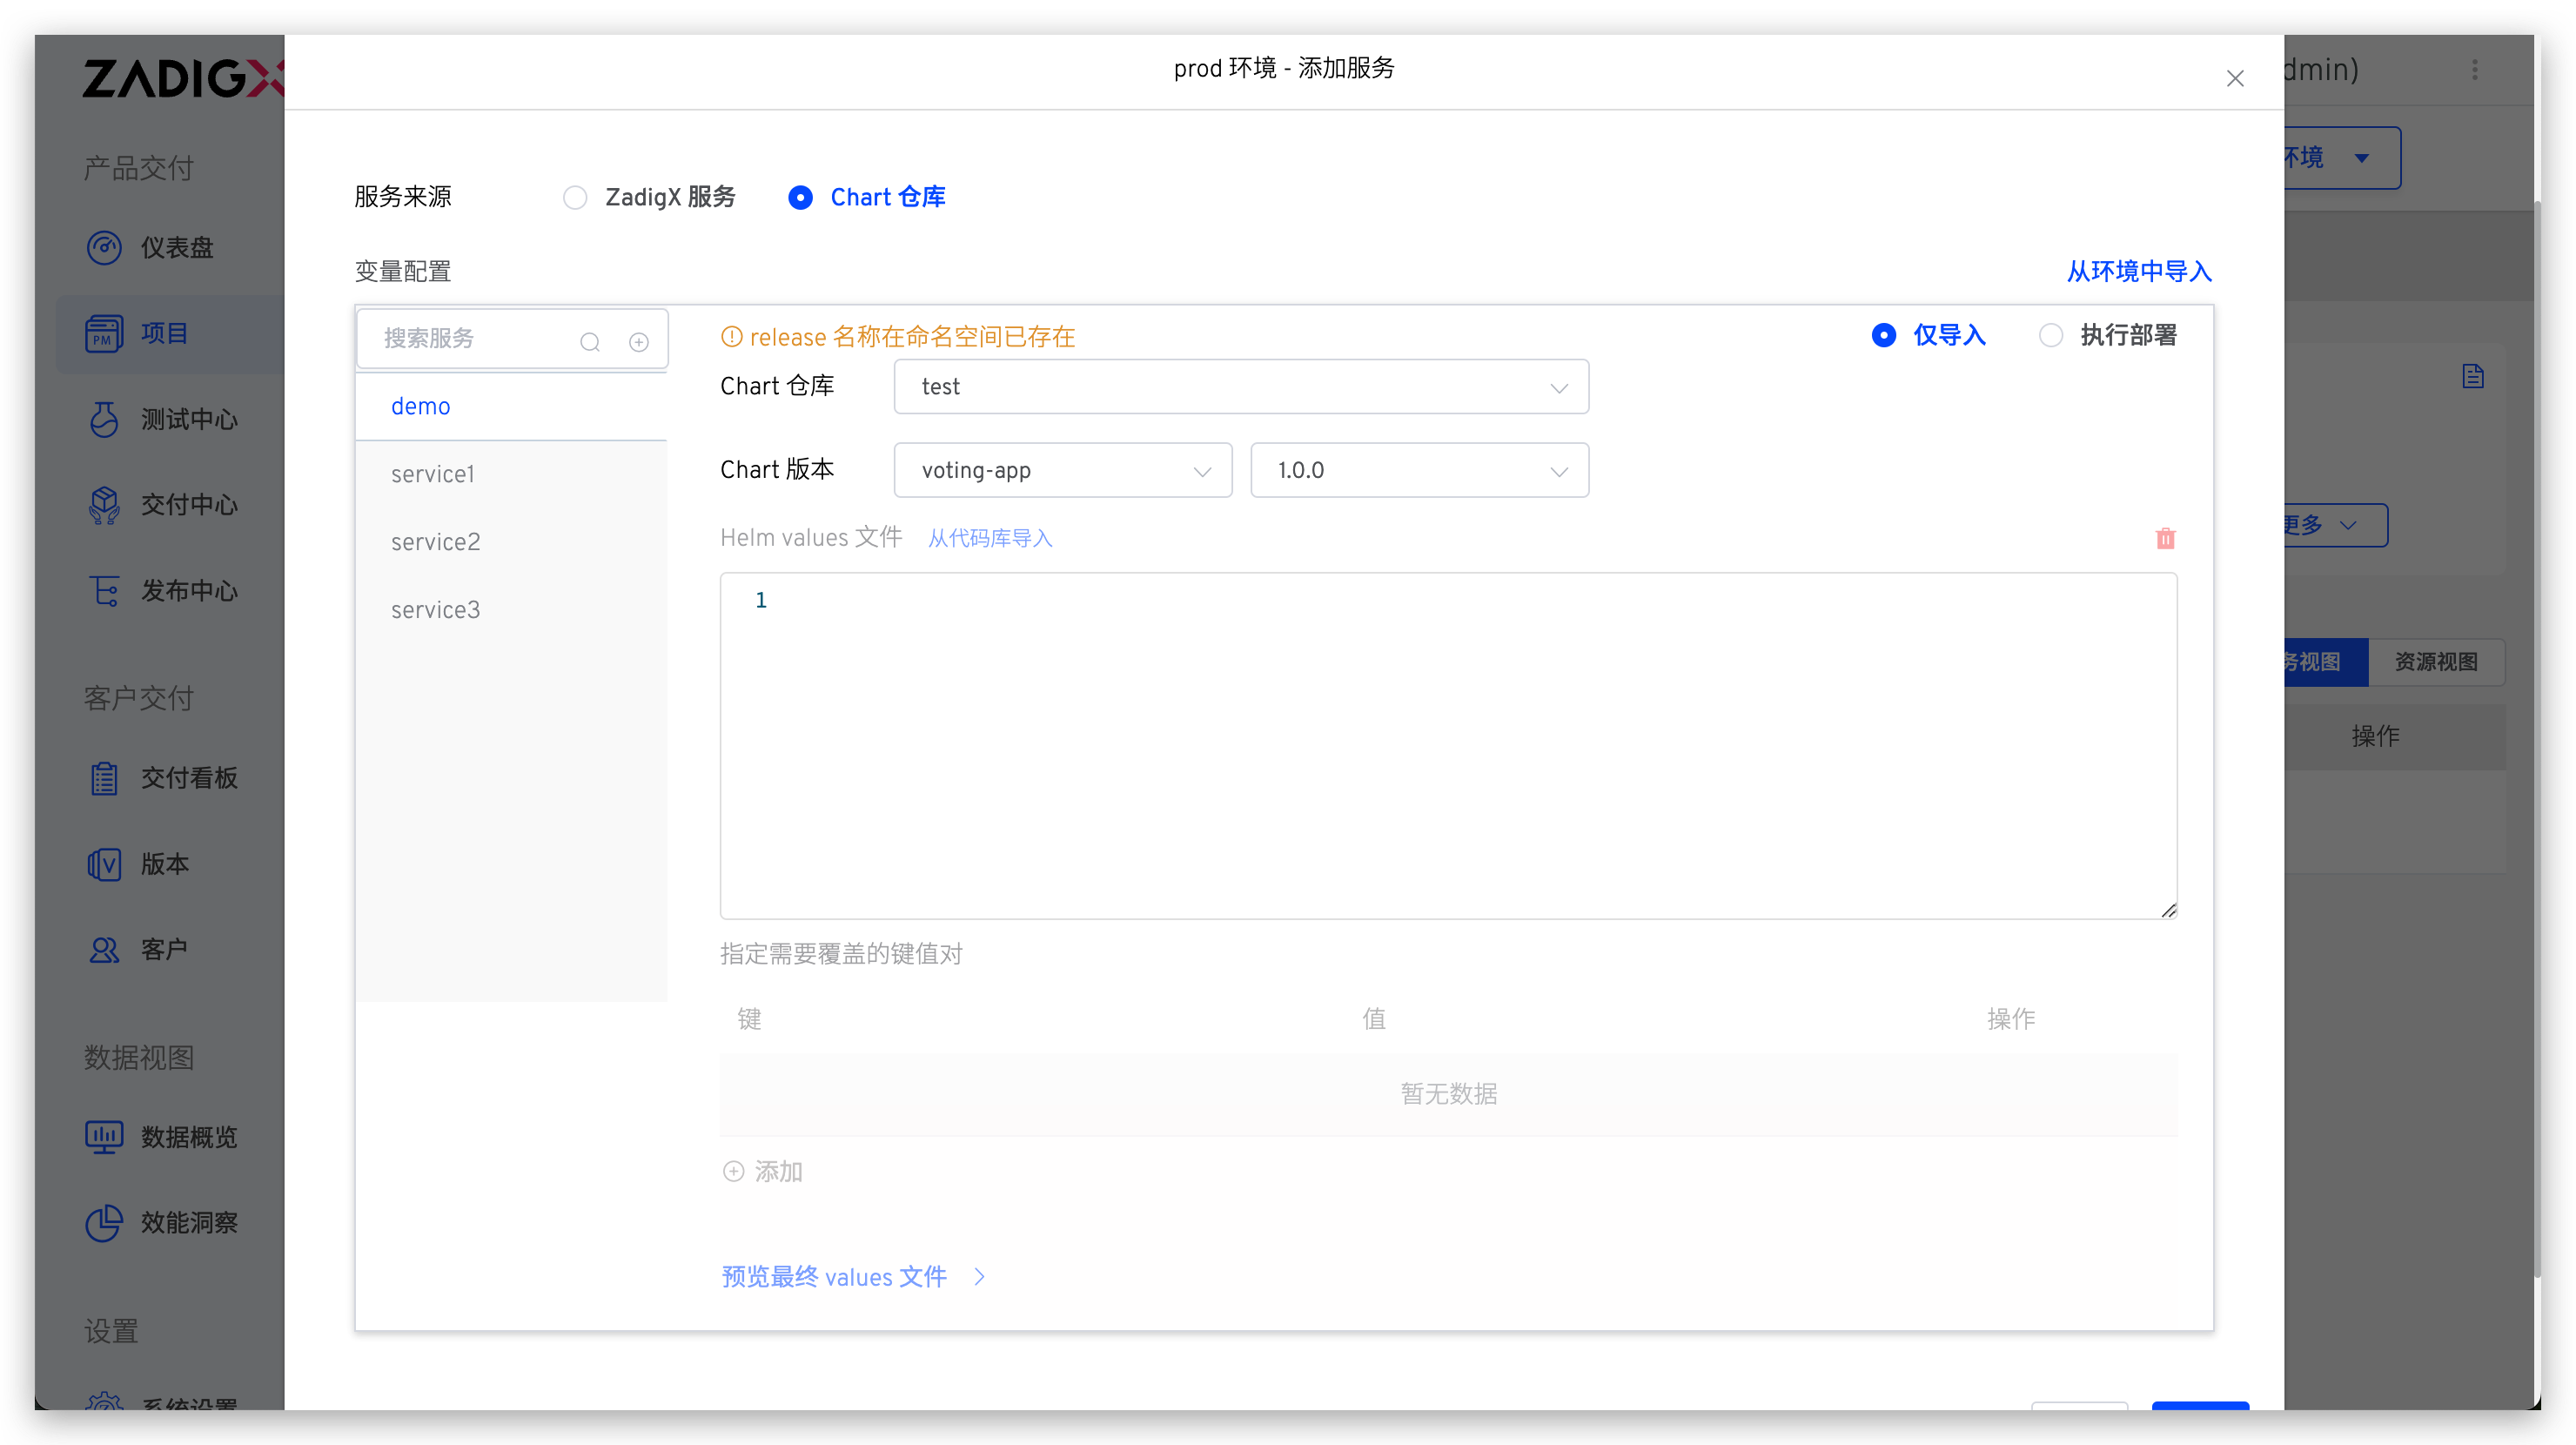 ZADIGX
产品交付
仪表盘
项目
测试中心
交付中心
发布中心
客户交付
交付看板
版本
客户
数据视图
数据概览
效能洞察
设置
系统设置
prod 环境 - 添加服务
服务来源 ZadigX 服务 Chart 仓库
变量配置 从环境中导入
搜索服务
demo
service1
service2
service3
release 名称在命名空间已存在 仅导入 执行部署
Chart 仓库 test
Chart 版本 voting-app 1.0.0
Helm values 文件 从代码库导入
1
指定需要覆盖的键值对
键 值 操作
暂无数据
添加
预览最终 values 文件
dmin)
环境
更多
务视图 资源视图
操作